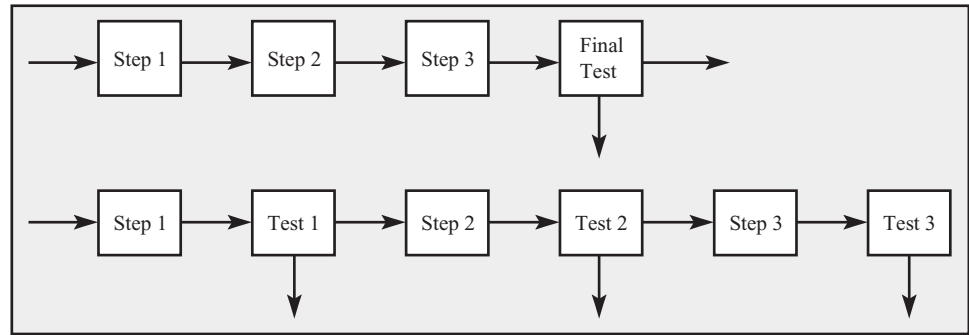 Step 1
Step 2
Step 3
Final
Test
Step 1
Test 1
Step 2
Test 2
Step 3
Test 3